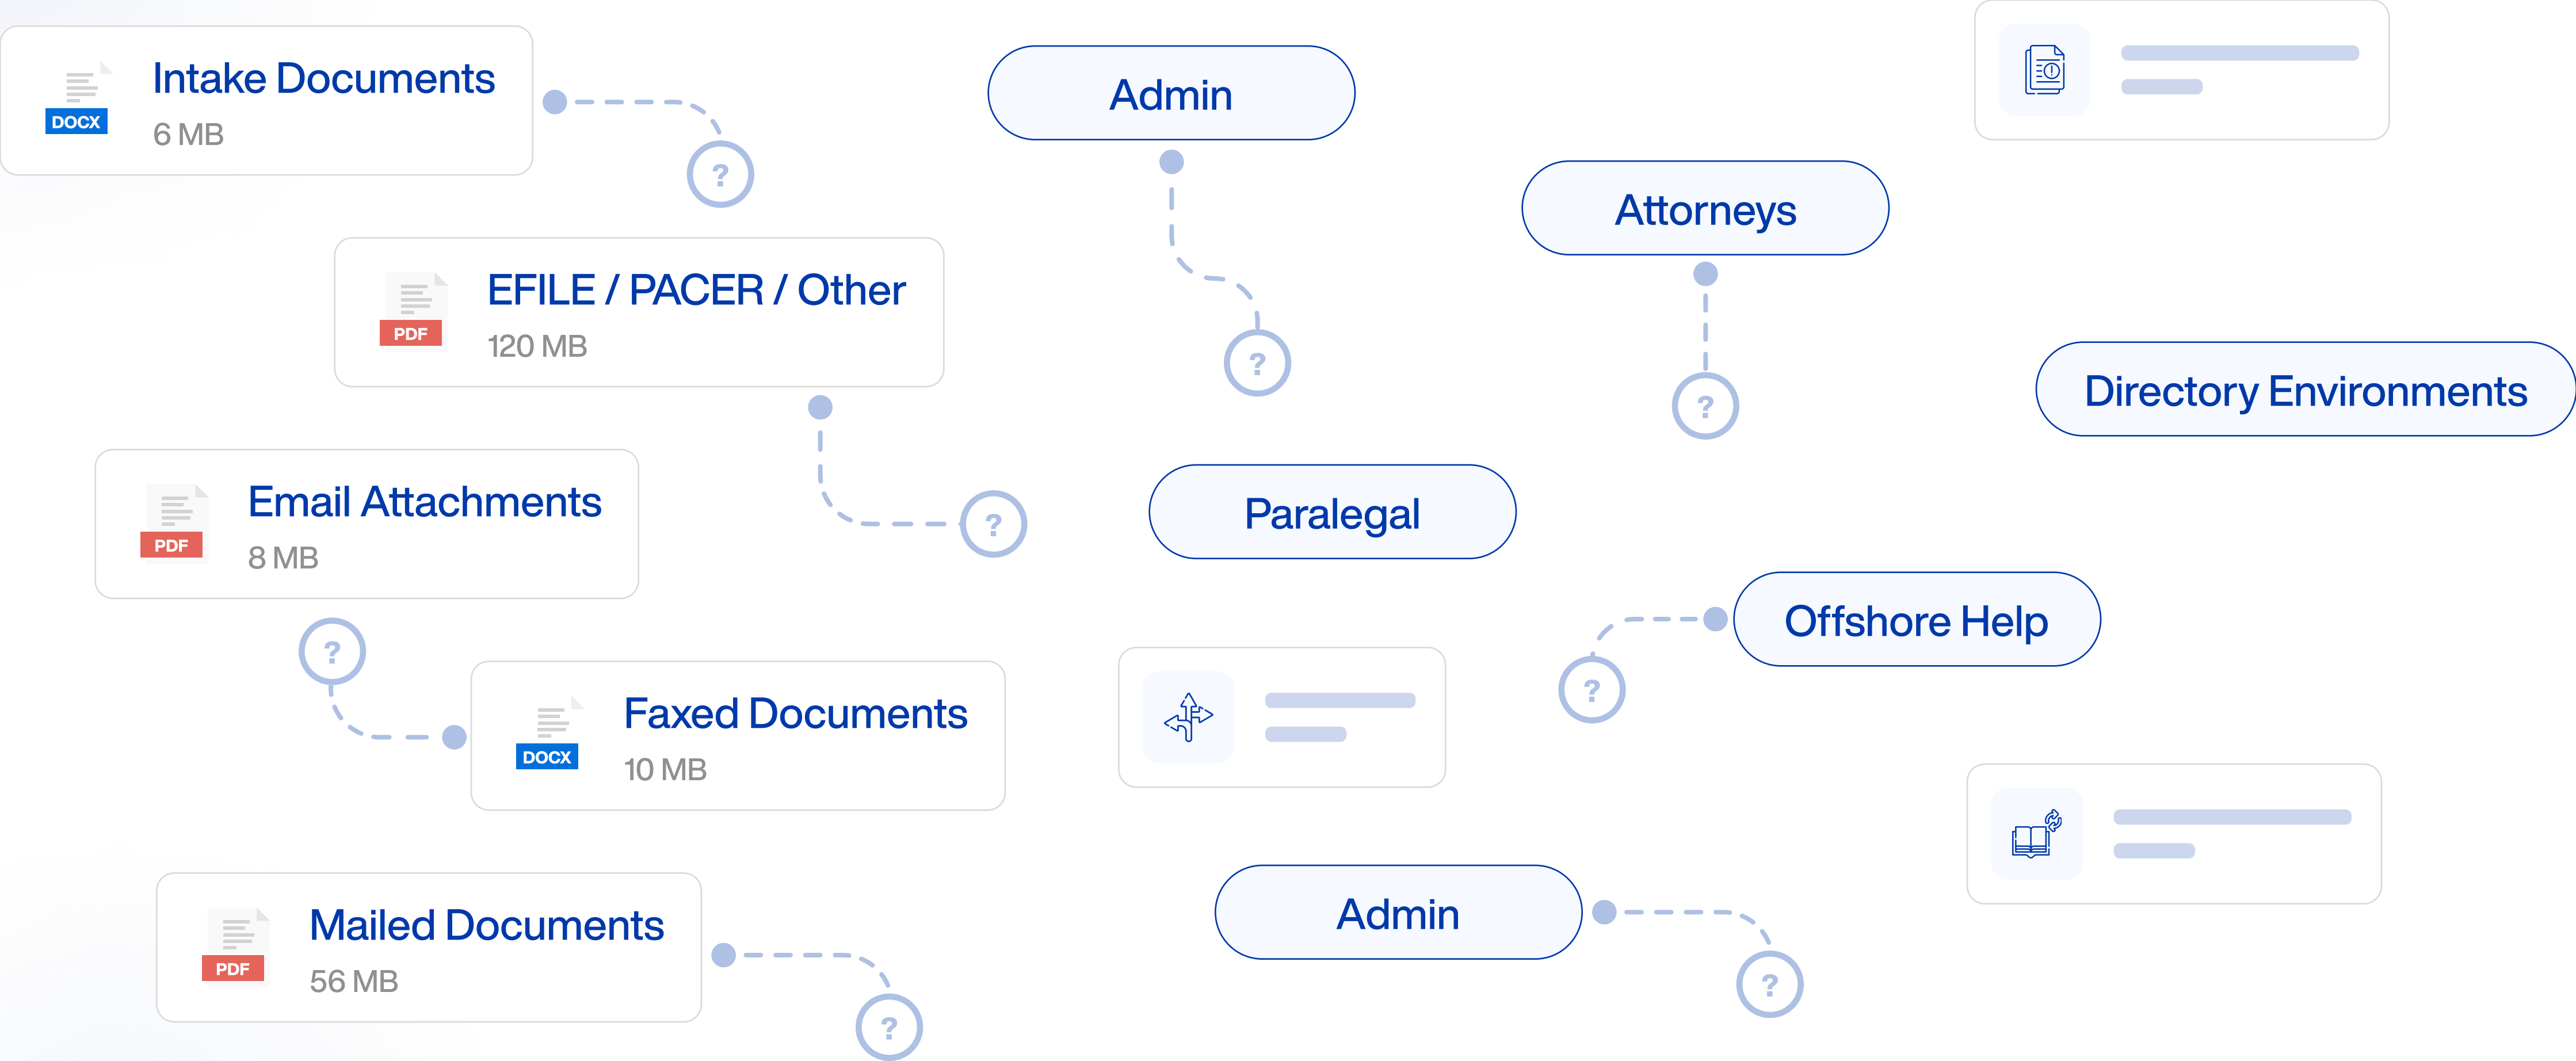 Intake Documents
DOCX
6 MB
?
EFILE / PACER / Other
PDF
120 MB
?
Email Attachments
PDF
8 MB
?
Faxed Documents
DOCX
10 MB
Mailed Documents
PDF
56 MB
?
Admin
?
Attorneys
?
Directory Environments
Paralegal
Offshore Help
?
Admin
?